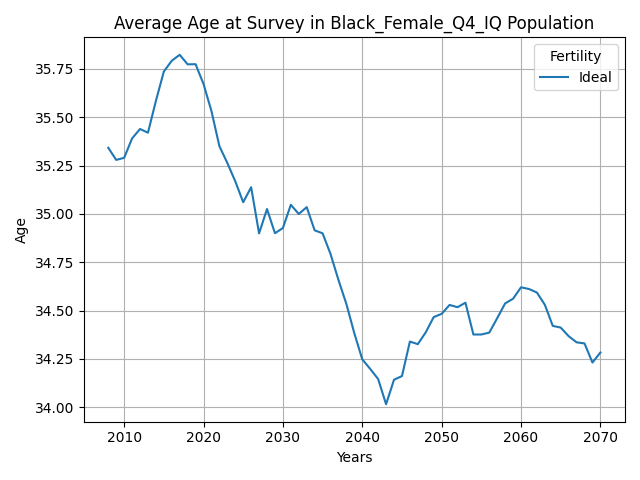 Average Age at Survey in Black_Female_Q4_IQ Population
Fertility
Ideal
Age
35.75
35.50
35.25
35.00
34.75
34.50
34.25
34.00
2010 2020 2030 2040 2050 2060 2070
Years